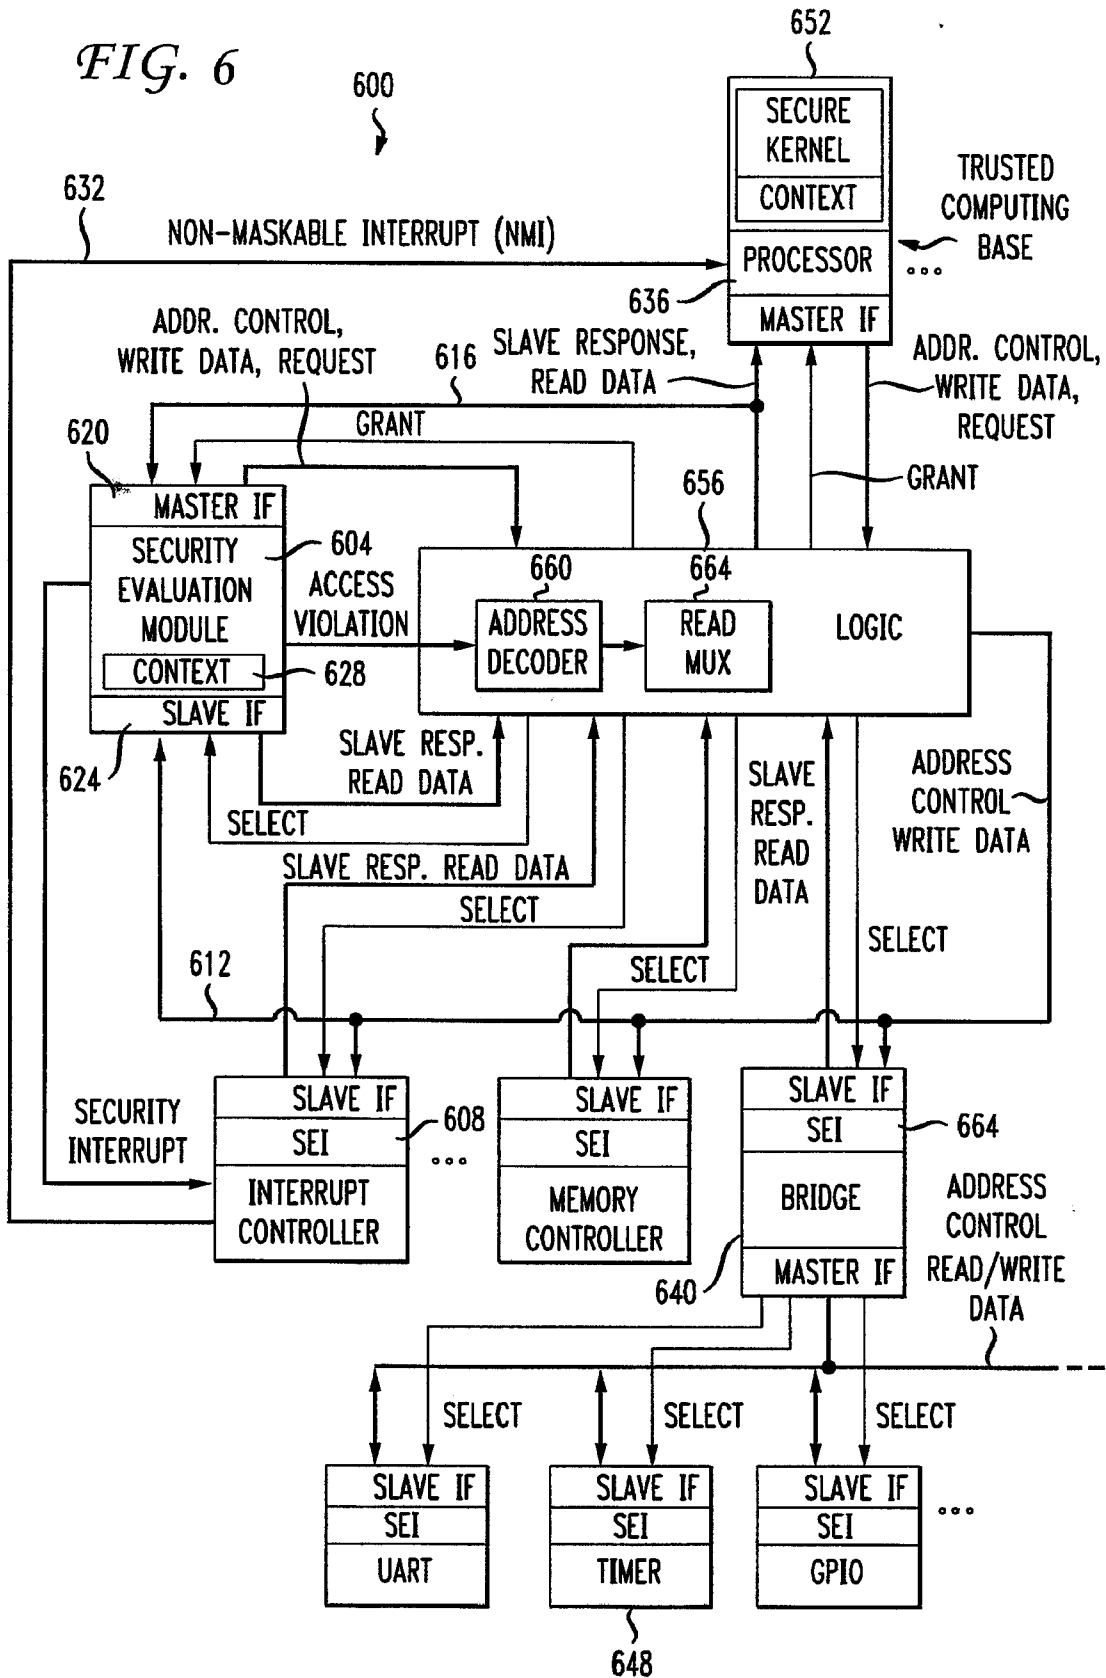 FIG. 6
600
652
SECURE
KERNEL
CONTEXT
PROCESSOR
MASTER IF
TRUSTED
COMPUTING
BASE
632
NON-MASKABLE INTERRUPT (NMI)
636
ADDR. CONTROL,
WRITE DATA, REQUEST
616
SLAVE RESPONSE,
READ DATA
ADDR. CONTROL,
WRITE DATA,
REQUEST
GRANT
GRANT
620
MASTER IF
SECURITY
EVALUATION
MODULE
CONTEXT
SLAVE IF
604
628
624
ACCESS
VIOLATION
656
660
664
ADDRESS
DECODER
READ
MUX
LOGIC
SLAVE RESP.
READ DATA
SELECT
SLAVE RESP. READ DATA
SELECT
SELECT
SLAVE
RESP.
READ
DATA
SELECT
ADDRESS
CONTROL
WRITE DATA
612
SECURITY
INTERRUPT
SLAVE IF
SEI
INTERRUPT
CONTROLLER
608
SLAVE IF
SEI
MEMORY
CONTROLLER
SLAVE IF
SEI
BRIDGE
MASTER IF
664
640
ADDRESS
CONTROL
READ/WRITE
DATA
SELECT
SELECT
SELECT
SLAVE IF
SEI
UART
SLAVE IF
SEI
TIMER
SLAVE IF
SEI
GPIO
648